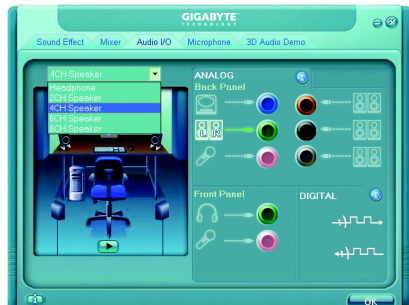 GIGABYTE
TECHNOLOGY
Sound Effect
Mixer
Audio I/O
Microphone
3D Audio Demo
4CH Speaker
Headphone
2CH Speaker
4CH Speaker
6CH Speaker
8CH Speaker
ANALOG
Back Panel
L R
Front Panel
DIGITAL
OK